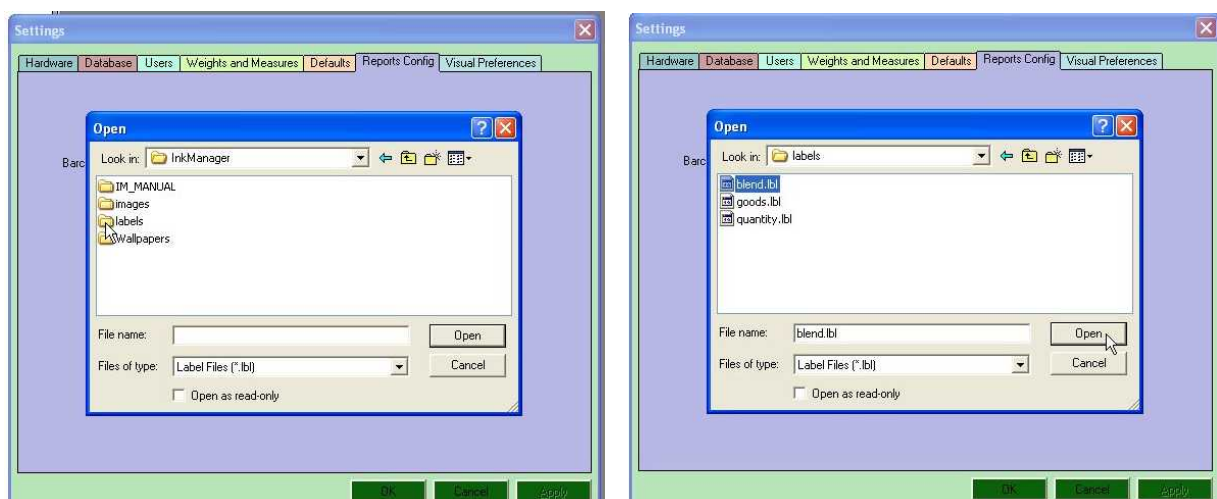 Settings
Hardware Database Users Weights and Measures Defaults Reports Config Visual Preferences
Open
Barc Look in: InkManager
IM_MANUAL
images
labels
Wallpapers
File name: Open
Files of type: Label Files (*.lbl) Cancel
Open as read-only
OK Cancel Apply
Settings
Hardware Database Users Weights and Measures Defaults Reports Config Visual Preferences
Open
Barc Look in: labels
blend.lbl
goods.lbl
quantity.lbl
File name: blend.lbl Open
Files of type: Label Files (*.lbl) Cancel
Open as read-only
OK Cancel Apply